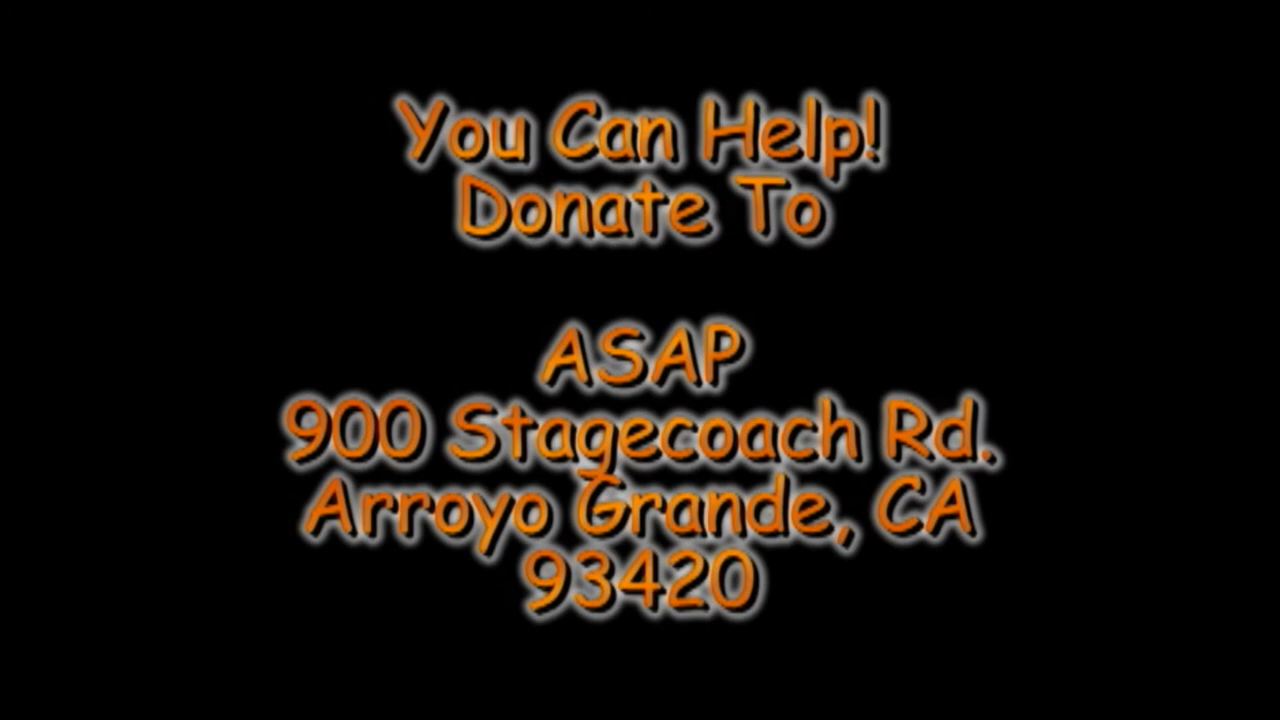 You Can Help!
Donate To
ASAP
900 Stagecoach Rd.
Arroyo Grande, CA
93420